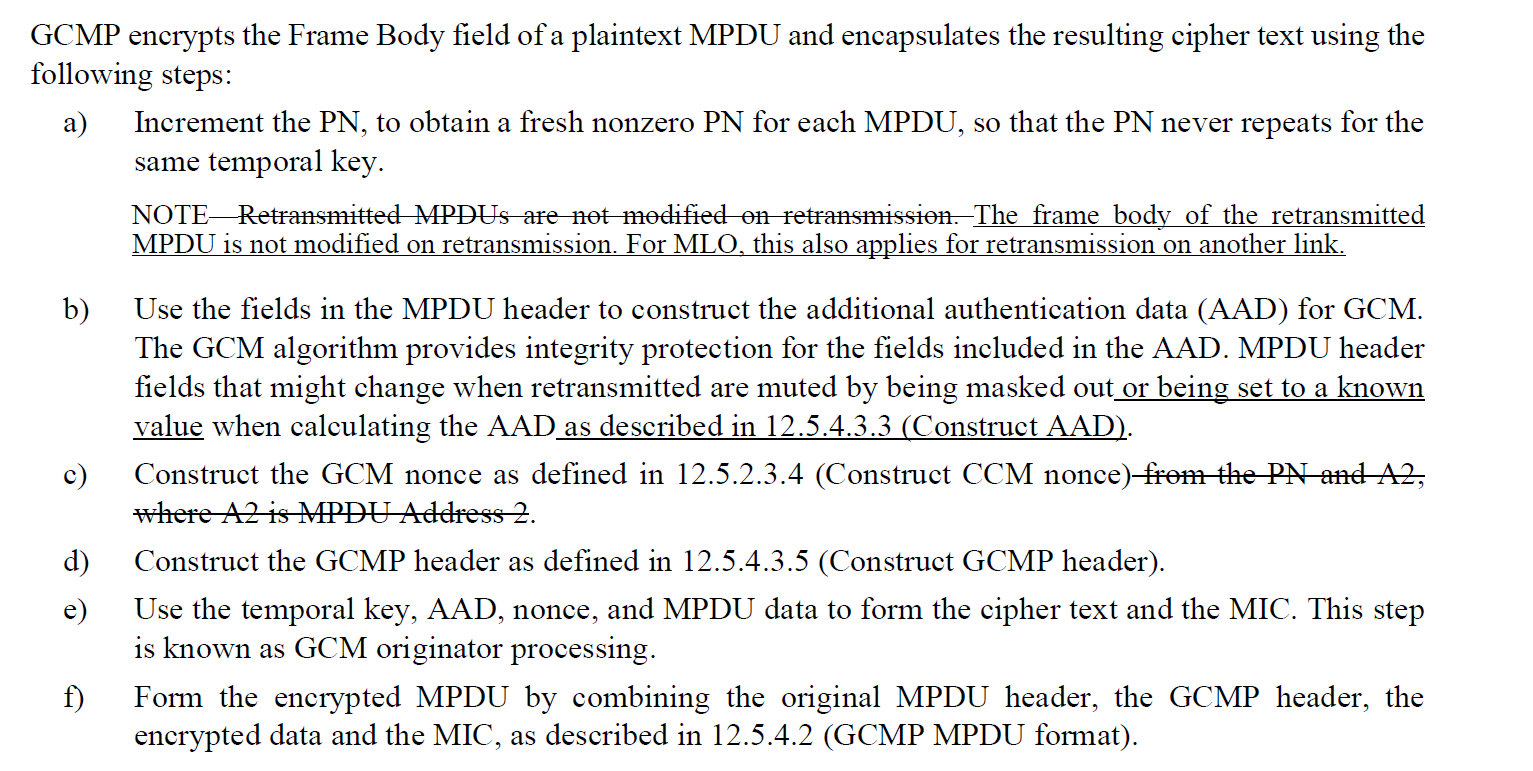 GCMP encrypts the Frame Body field of a plaintext MPDU and encapsulates the resulting cipher text using the
following steps:
a) Increment the PN, to obtain a fresh nonzero PN for each MPDU, so that the PN never repeats for the
same temporal key.
NOTE—Retransmitted MPDUs are not modified on retransmission. The frame body of the retransmitted
MPDU is not modified on retransmission. For MLO, this also applies for retransmission on another link.
b) Use the fields in the MPDU header to construct the additional authentication data (AAD) for GCM.
The GCM algorithm provides integrity protection for the fields included in the AAD. MPDU header
fields that might change when retransmitted are muted by being masked out or being set to a known
value when calculating the AAD as described in 12.5.4.3.3 (Construct AAD).
c) Construct the GCM nonce as defined in 12.5.2.3.4 (Construct CCM nonce) from the PN and A2,
where A2 is MPDU Address 2.
d) Construct the GCMP header as defined in 12.5.4.3.5 (Construct GCMP header).
e) Use the temporal key, AAD, nonce, and MPDU data to form the cipher text and the MIC. This step
is known as GCM originator processing.
f) Form the encrypted MPDU by combining the original MPDU header, the GCMP header, the
encrypted data and the MIC, as described in 12.5.4.2 (GCMP MPDU format).